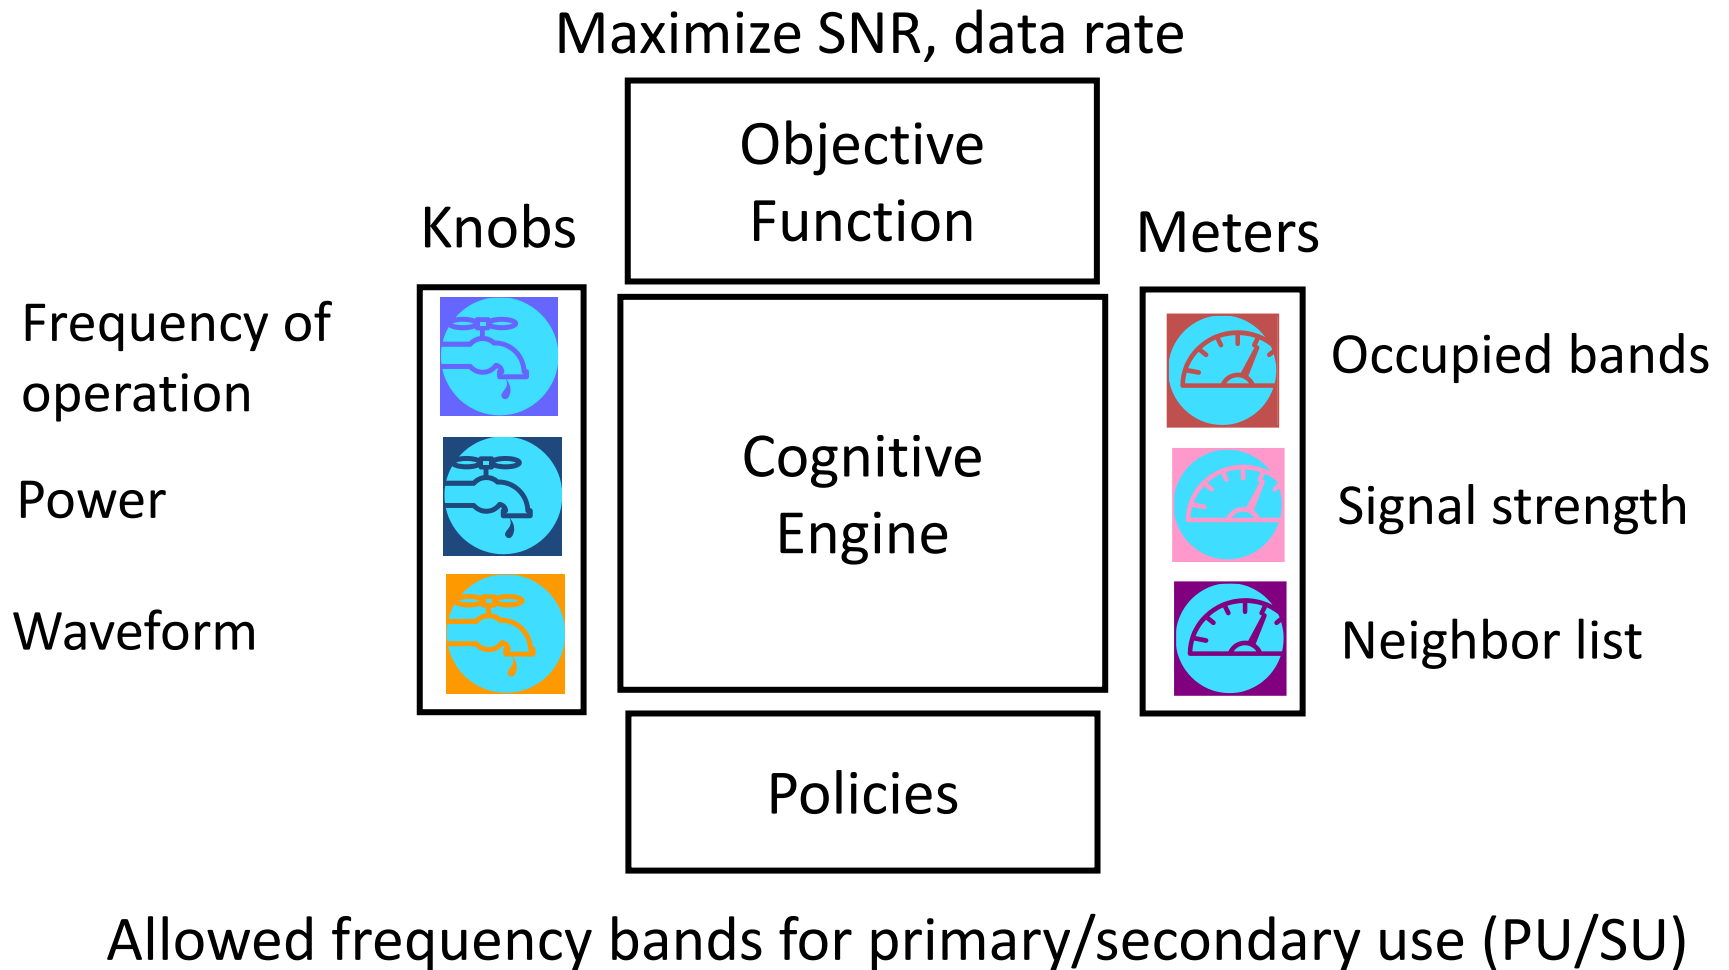 Maximize SNR, data rate
Objective
Function
Knobs
Meters
Frequency of
operation
Power
Waveform
Cognitive
Engine
Occupied bands
Signal strength
Neighbor list
Policies
Allowed frequency bands for primary/secondary use (PU/SU)